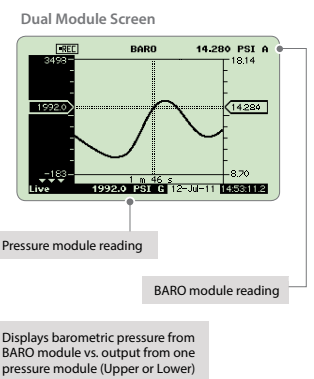 Dual Module Screen
REC BARO 14.280 PSI A
3493 18.14
1992.0 14.284
-183 8.70
1 m 46 s
Live 1992.0 PSI G 12-Jul-11 14:53:11.2
Pressure module reading
BARO module reading
Displays barometric pressure from
BARO module vs. output from one
pressure module (Upper or Lower)